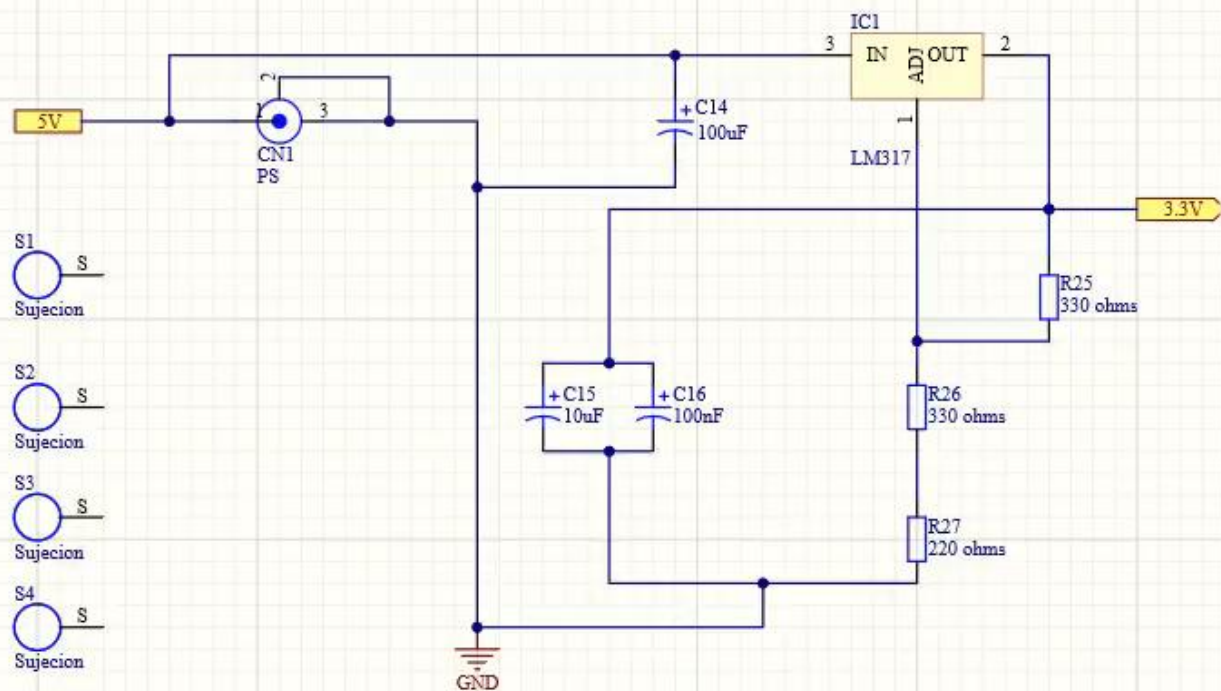 IC1
3
IN
ADJ
OUT
2
1
LM317
C14
100uF
5V
1
2
3
CN1
PS
3.3V
R25
330 ohms
S1
S
Sujecion
S2
S
Sujecion
C15
10uF
C16
100nF
R26
330 ohms
S3
S
Sujecion
R27
220 ohms
S4
S
Sujecion
GND